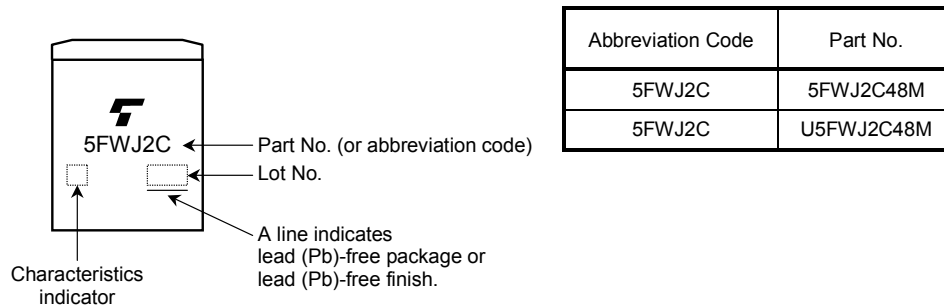 5FWJ2C
Part No. (or abbreviation code)
Lot No.
A line indicates
lead (Pb)-free package or
lead (Pb)-free finish.
Characteristics
indicator
Abbreviation Code Part No.
5FWJ2C 5FWJ2C48M
5FWJ2C U5FWJ2C48M